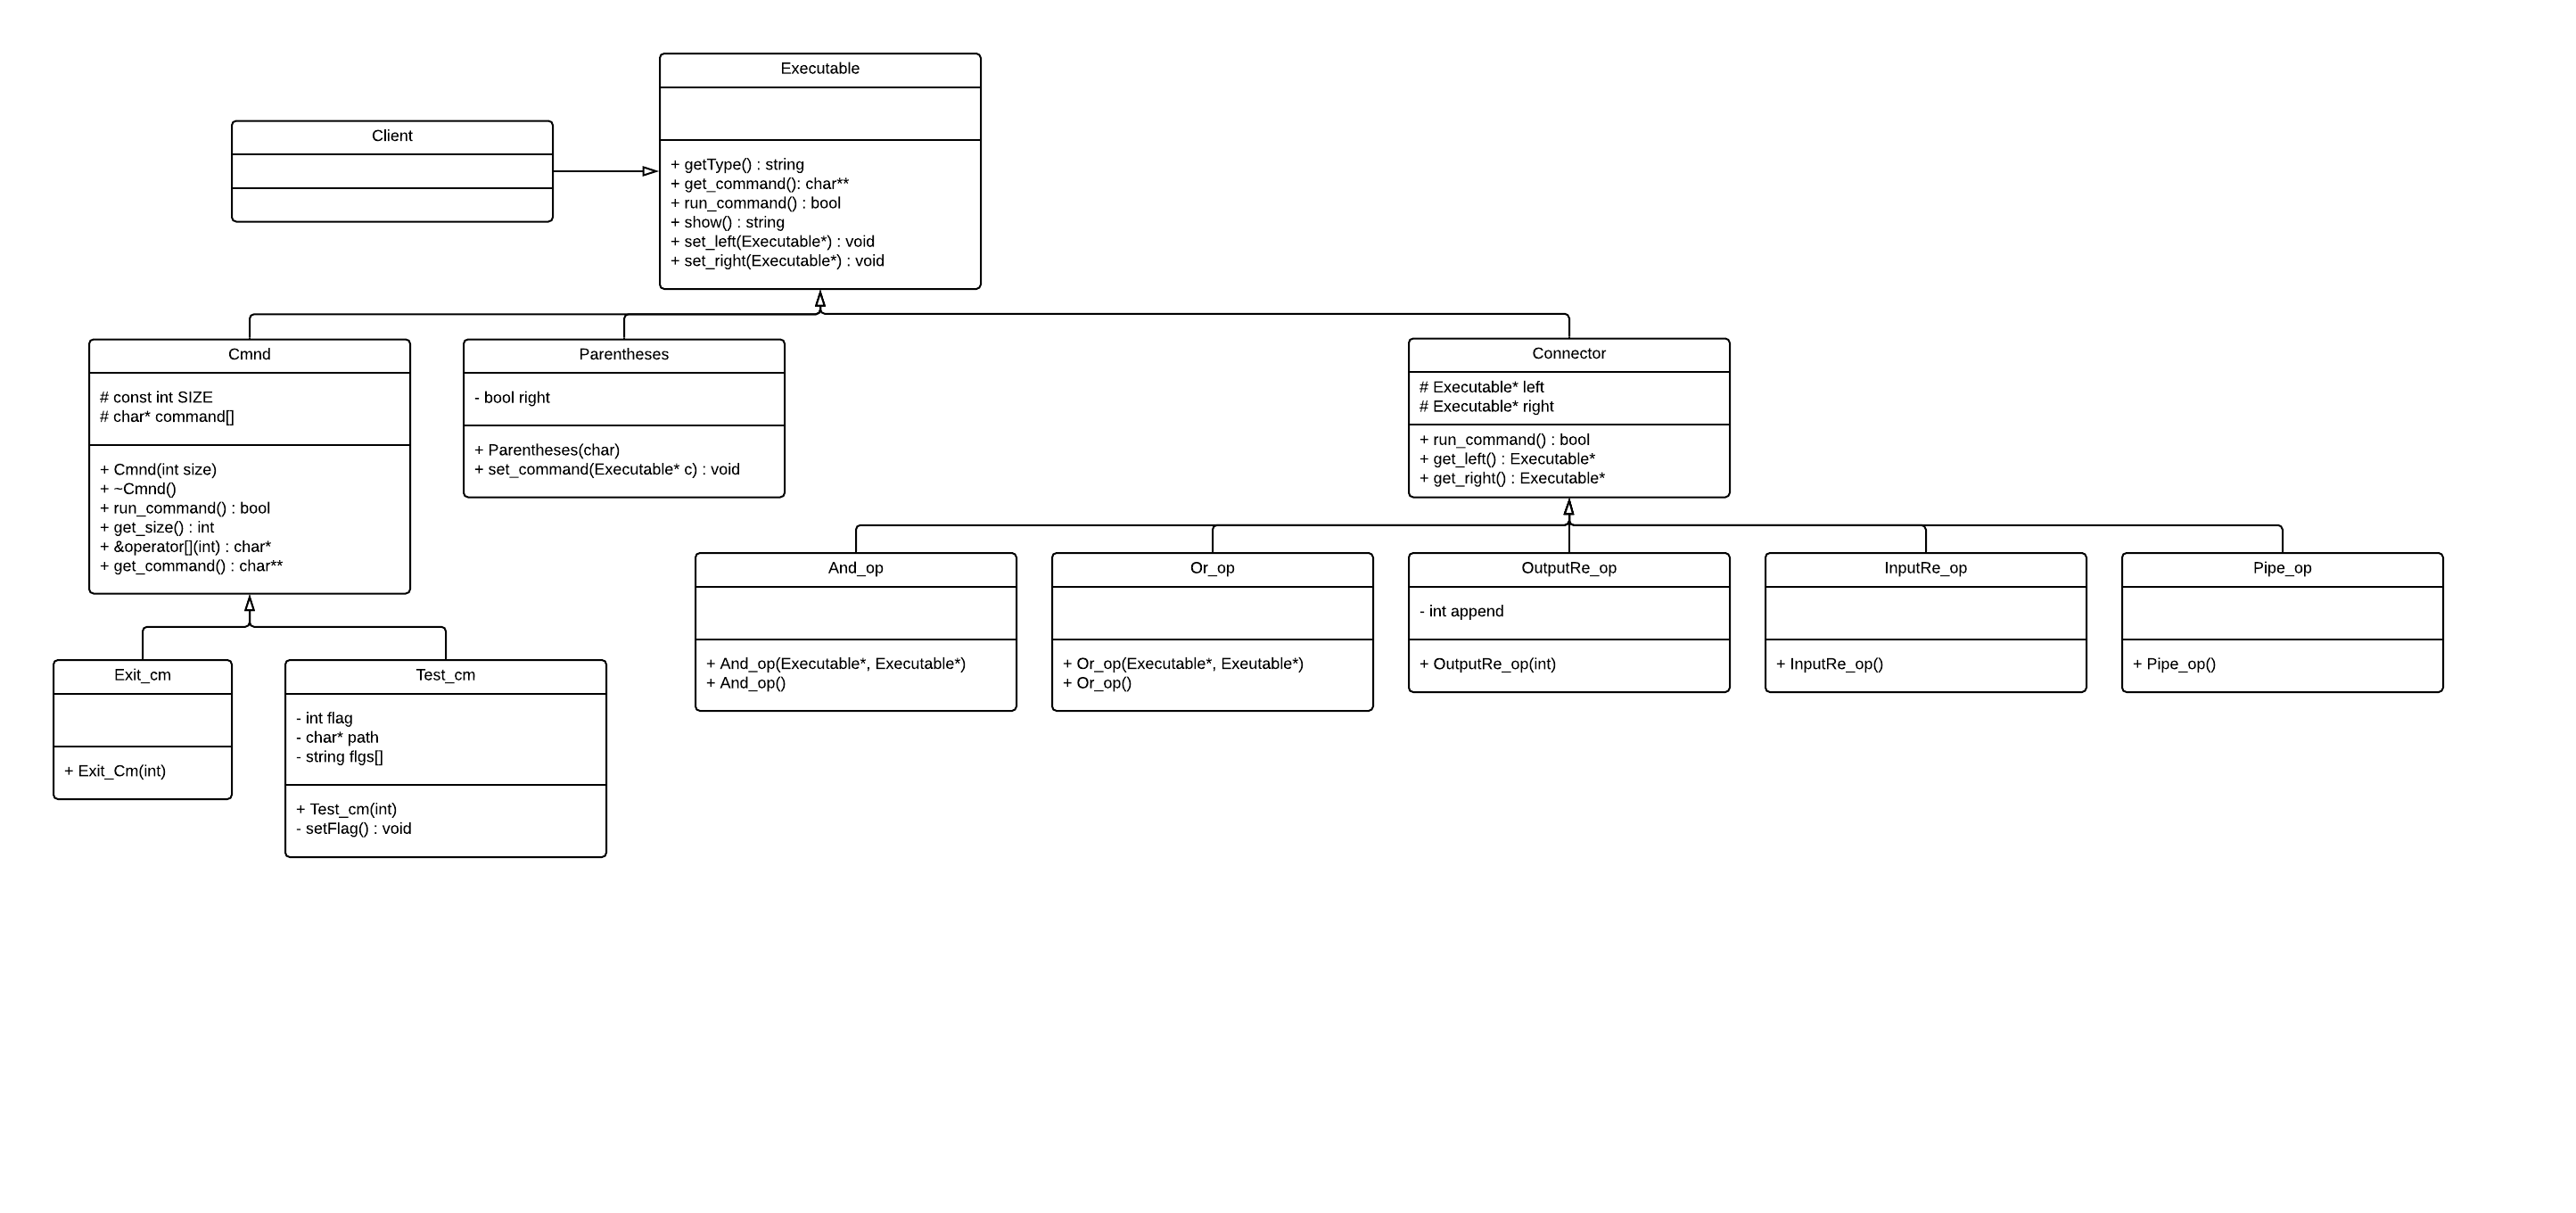 Executable
+ getType() : string
+ get_command(): char**
+ run_command() : bool
+ show() : string
+ set_left(Executable*) : void
+ set_right(Executable*) : void
Client
Cmnd
# const int SIZE
# char* command[]
+ Cmnd(int size)
+ ~Cmnd()
+ run_command() : bool
+ get_size() : int
+ &operator[](int) : char*
+ get_command() : char**
Parentheses
- bool right
+ Parentheses(char)
+ set_command(Executable* c) : void
Connector
# Executable* left
# Executable* right
+ run_command() : bool
+ get_left() : Executable*
+ get_right() : Executable*
And_op
+ And_op(Executable*, Executable*)
+ And_op()
Or_op
+ Or_op(Executable*, Exeutable*)
+ Or_op()
OutputRe_op
- int append
+ OutputRe_op(int)
InputRe_op
+ InputRe_op()
Pipe_op
+ Pipe_op()
Exit_cm
+ Exit_Cm(int)
Test_cm
- int flag
- char* path
- string flgs[]
+ Test_cm(int)
- setFlag() : void